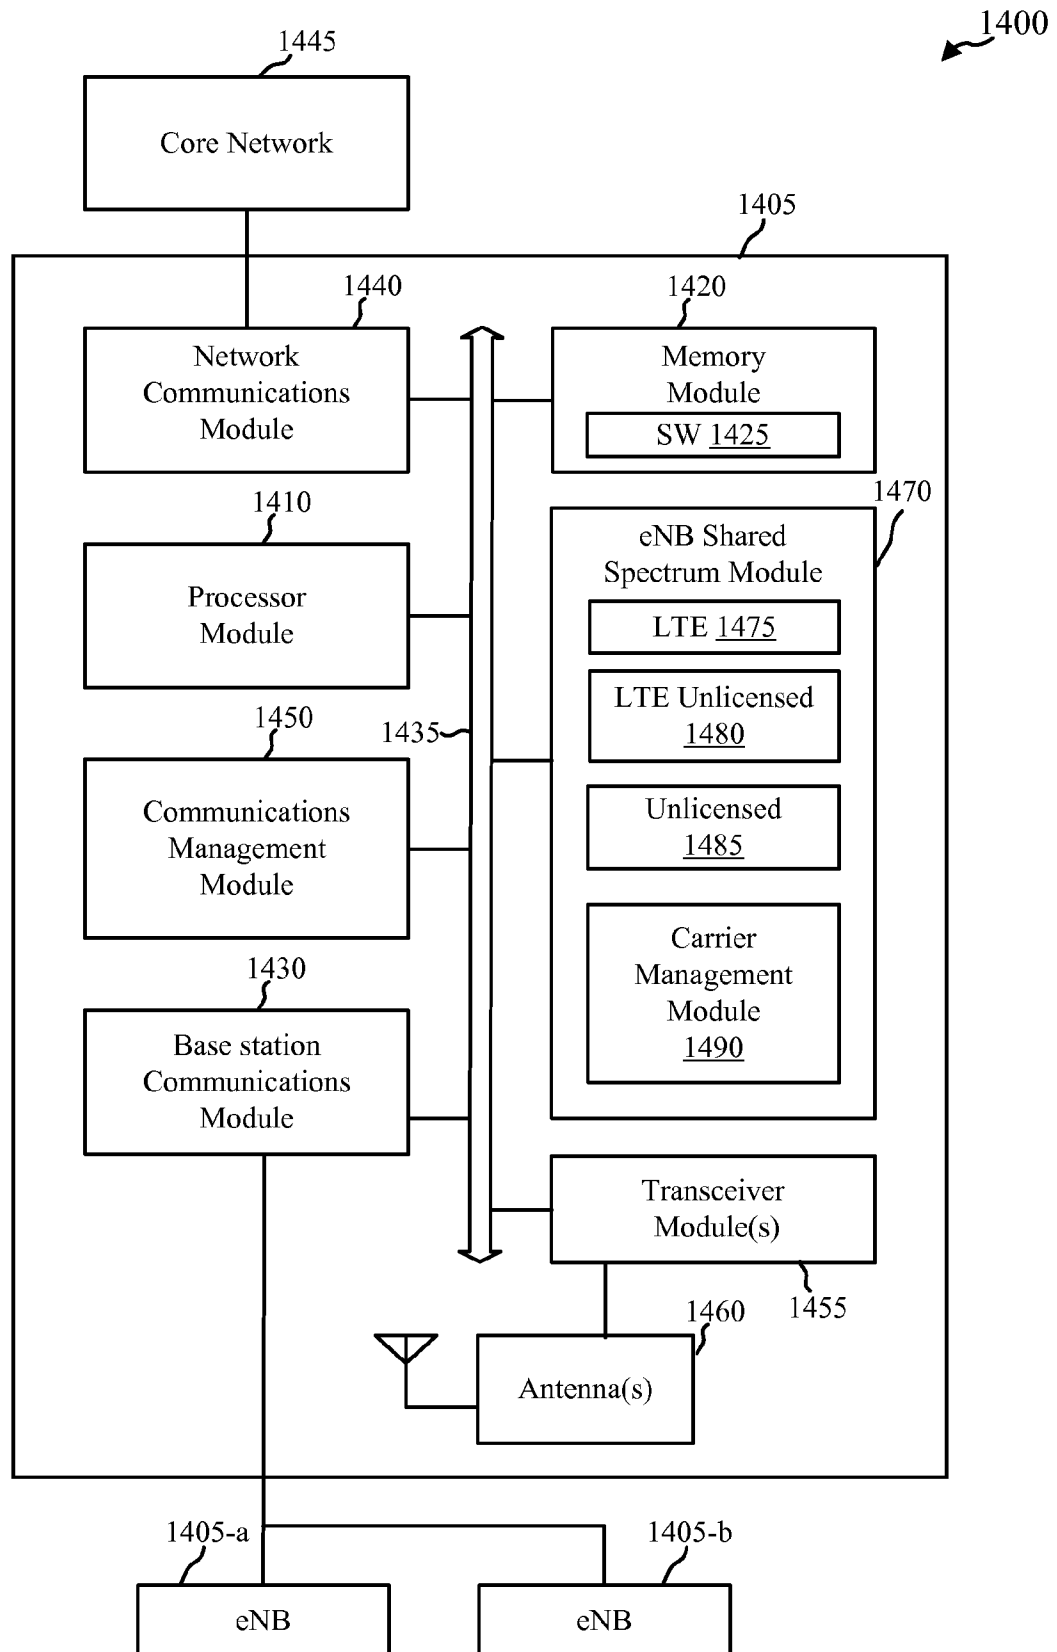 1400
1445
Core Network
1405
1440
Network
Communications
Module
1420
Memory
Module
SW 1425
1410
Processor
Module
1470
eNB Shared
Spectrum Module
LTE 1475
LTE Unlicensed
1480
Unlicensed
1485
Carrier
Management
Module
1490
1435
1450
Communications
Management
Module
1430
Base station
Communications
Module
Transceiver
Module(s)
1455
1460
Antenna(s)
1405-a
eNB
1405-b
eNB